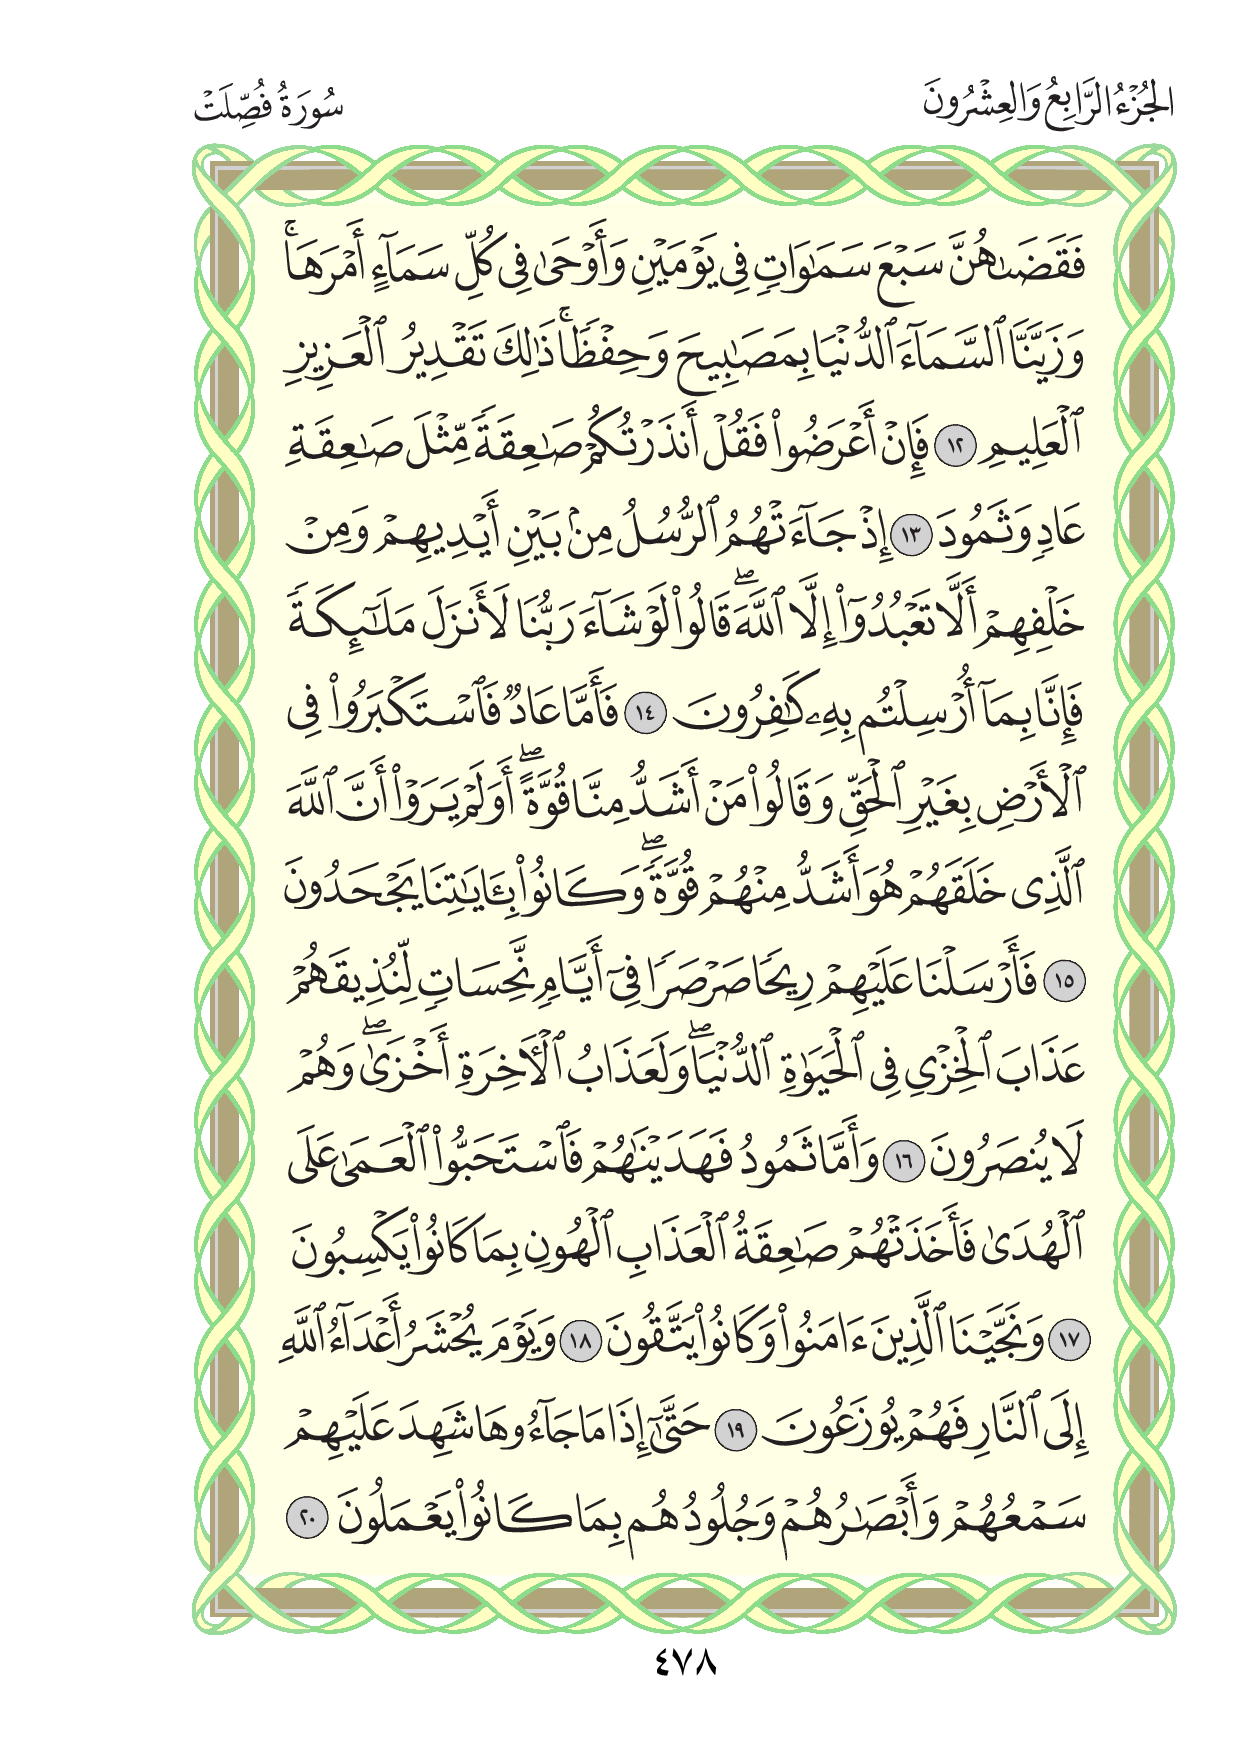 الجُزْءُ الرَّابِعُ وَالعِشْرُونَ
سُورَةُ فُصِّلَتْ
فَقَضَىٰهُنَّ سَبْعَ سَمَٰوَاتٍ فِى يَوْمَيْنِ وَأَوْحَىٰ فِى كُلِّ سَمَآءٍ أَمْرَهَا ۚ
وَزَيَّنَّا ٱلسَّمَآءَ ٱلدُّنْيَا بِمَصَٰبِيحَ وَحِفْظًا ۚ ذَٰلِكَ تَقْدِيرُ ٱلْعَزِيزِ
ٱلْعَلِيمِ ١٢ فَإِنْ أَعْرَضُوا۟ فَقُلْ أَنذَرْتُكُمْ صَٰعِقَةً مِّثْلَ صَٰعِقَةِ
عَادٍ وَثَمُودَ ١٣ إِذْ جَآءَتْهُمُ ٱلرُّسُلُ مِنۢ بَيْنِ أَيْدِيهِمْ وَمِنْ
خَلْفِهِمْ أَلَّا تَعْبُدُوٓا۟ إِلَّا ٱللَّهَ ۖ قَالُوا۟ لَوْ شَآءَ رَبُّنَا لَأَنزَلَ مَلَٰٓئِكَةً
فَإِنَّا بِمَآ أُرْسِلْتُم بِهِۦ كَٰفِرُونَ ١٤ فَأَمَّا عَادٌ فَٱسْتَكْبَرُوا۟ فِى
ٱلْأَرْضِ بِغَيْرِ ٱلْحَقِّ وَقَالُوا۟ مَنْ أَشَدُّ مِنَّا قُوَّةً ۖ أَوَلَمْ يَرَوْا۟ أَنَّ ٱللَّهَ
ٱلَّذِى خَلَقَهُمْ هُوَ أَشَدُّ مِنْهُمْ قُوَّةً ۖ وَكَانُوا۟ بِـَٔايَٰتِنَا يَجْحَدُونَ
١٥ فَأَرْسَلْنَا عَلَيْهِمْ رِيحًا صَرْصَرًا فِىٓ أَيَّامٍ نَّحِسَاتٍ لِّنُذِيقَهُمْ
عَذَابَ ٱلْخِزْىِ فِى ٱلْحَيَوٰةِ ٱلدُّنْيَا ۖ وَلَعَذَابُ ٱلْـَٔاخِرَةِ أَخْزَىٰ ۖ وَهُمْ
لَا يُنصَرُونَ ١٦ وَأَمَّا ثَمُودُ فَهَدَيْنَٰهُمْ فَٱسْتَحَبُّوا۟ ٱلْعَمَىٰ عَلَى
ٱلْهُدَىٰ فَأَخَذَتْهُمْ صَٰعِقَةُ ٱلْعَذَابِ ٱلْهُونِ بِمَا كَانُوا۟ يَكْسِبُونَ
١٧ وَنَجَّيْنَا ٱلَّذِينَ ءَامَنُوا۟ وَكَانُوا۟ يَتَّقُونَ ١٨ وَيَوْمَ يُحْشَرُ أَعْدَآءُ ٱللَّهِ
إِلَى ٱلنَّارِ فَهُمْ يُوزَعُونَ ١٩ حَتَّىٰٓ إِذَا مَا جَآءُوهَا شَهِدَ عَلَيْهِمْ
سَمْعُهُمْ وَأَبْصَٰرُهُمْ وَجُلُودُهُم بِمَا كَانُوا۟ يَعْمَلُونَ ٢٠
٤٧٨